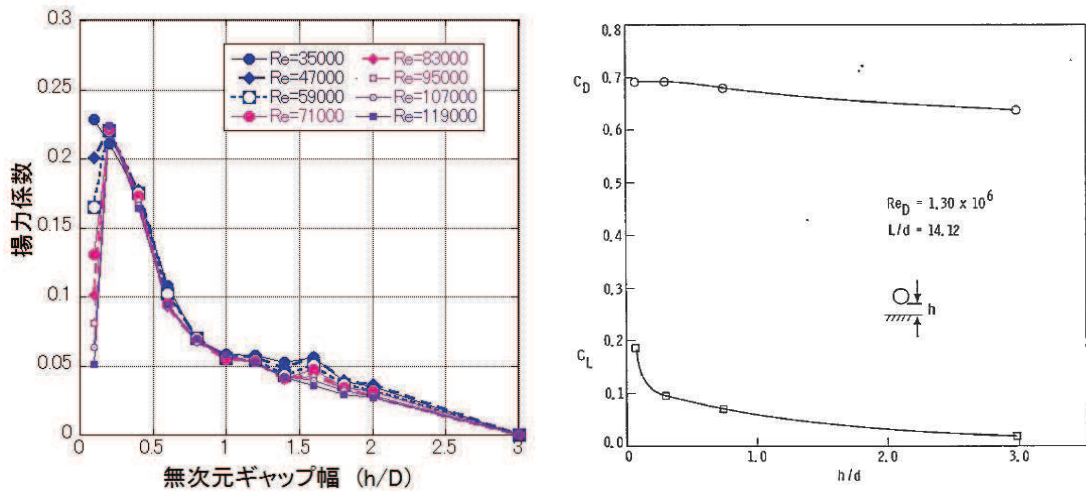 0.3
0.25
0.2
0.15
0.1
0.05
0
揚力係数
Re=35000
Re=47000
Re=59000
Re=71000
Re=83000
Re=95000
Re=107000
Re=119000
0 0.5 1 1.5 2 2.5 3
無次元ギャップ幅 (h/D)
0.8
C_D 0.7
0.6
0.5
0.4
0.3
C_L 0.2
0.1
0.0
Re_D = 1.30 x 10^6
L/d = 14.12
h
0 1.0 2.0 3.0
h/d